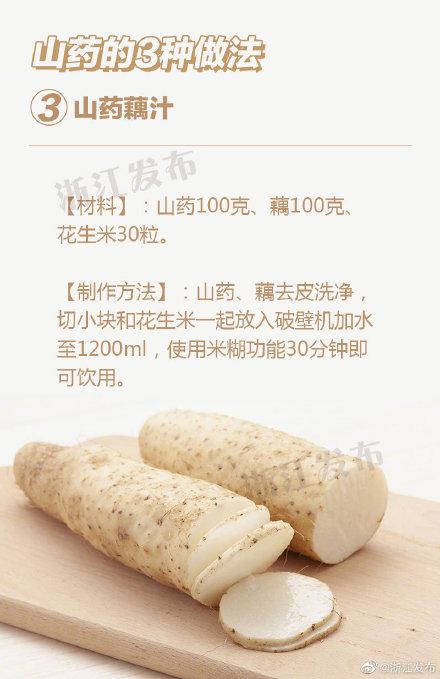 山药的3种做法
③山药藕汁
浙江发布
【材料】：山药100克、藕100克、
花生米30粒。
【制作方法】：山药、藕去皮洗净，
切小块和花生米一起放入破壁机加水
至1200ml，使用米糊功能30分钟即
可饮用。
浙江发布
@浙江发布